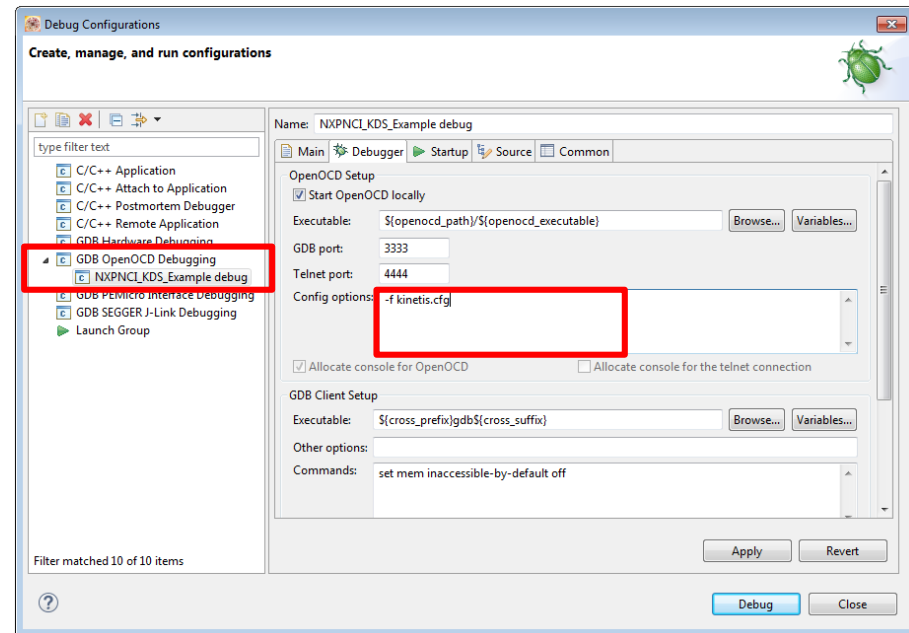 Debug Configurations
Create, manage, and run configurations
Name: NXPNCI_KDS_Example debug
type filter text
C/C++ Application
C/C++ Attach to Application
C/C++ Postmortem Debugger
C/C++ Remote Application
GDB Hardware Debugging
GDB OpenOCD Debugging
NXPNCI_KDS_Example debug
GDB PEMicro Interface Debugging
GDB SEGGER J-Link Debugging
Launch Group
Filter matched 10 of 10 items
Main Debugger Startup Source Common
OpenOCD Setup
Start OpenOCD locally
Executable: ${openocd_path}/${openocd_executable} Browse... Variables...
GDB port: 3333
Telnet port: 4444
Config options: -f kinetis.cfg
Allocate console for OpenOCD Allocate console for the telnet connection
GDB Client Setup
Executable: ${cross_prefix}gdb${cross_suffix} Browse... Variables...
Other options:
Commands: set mem inaccessible-by-default off
Apply Revert
Debug Close